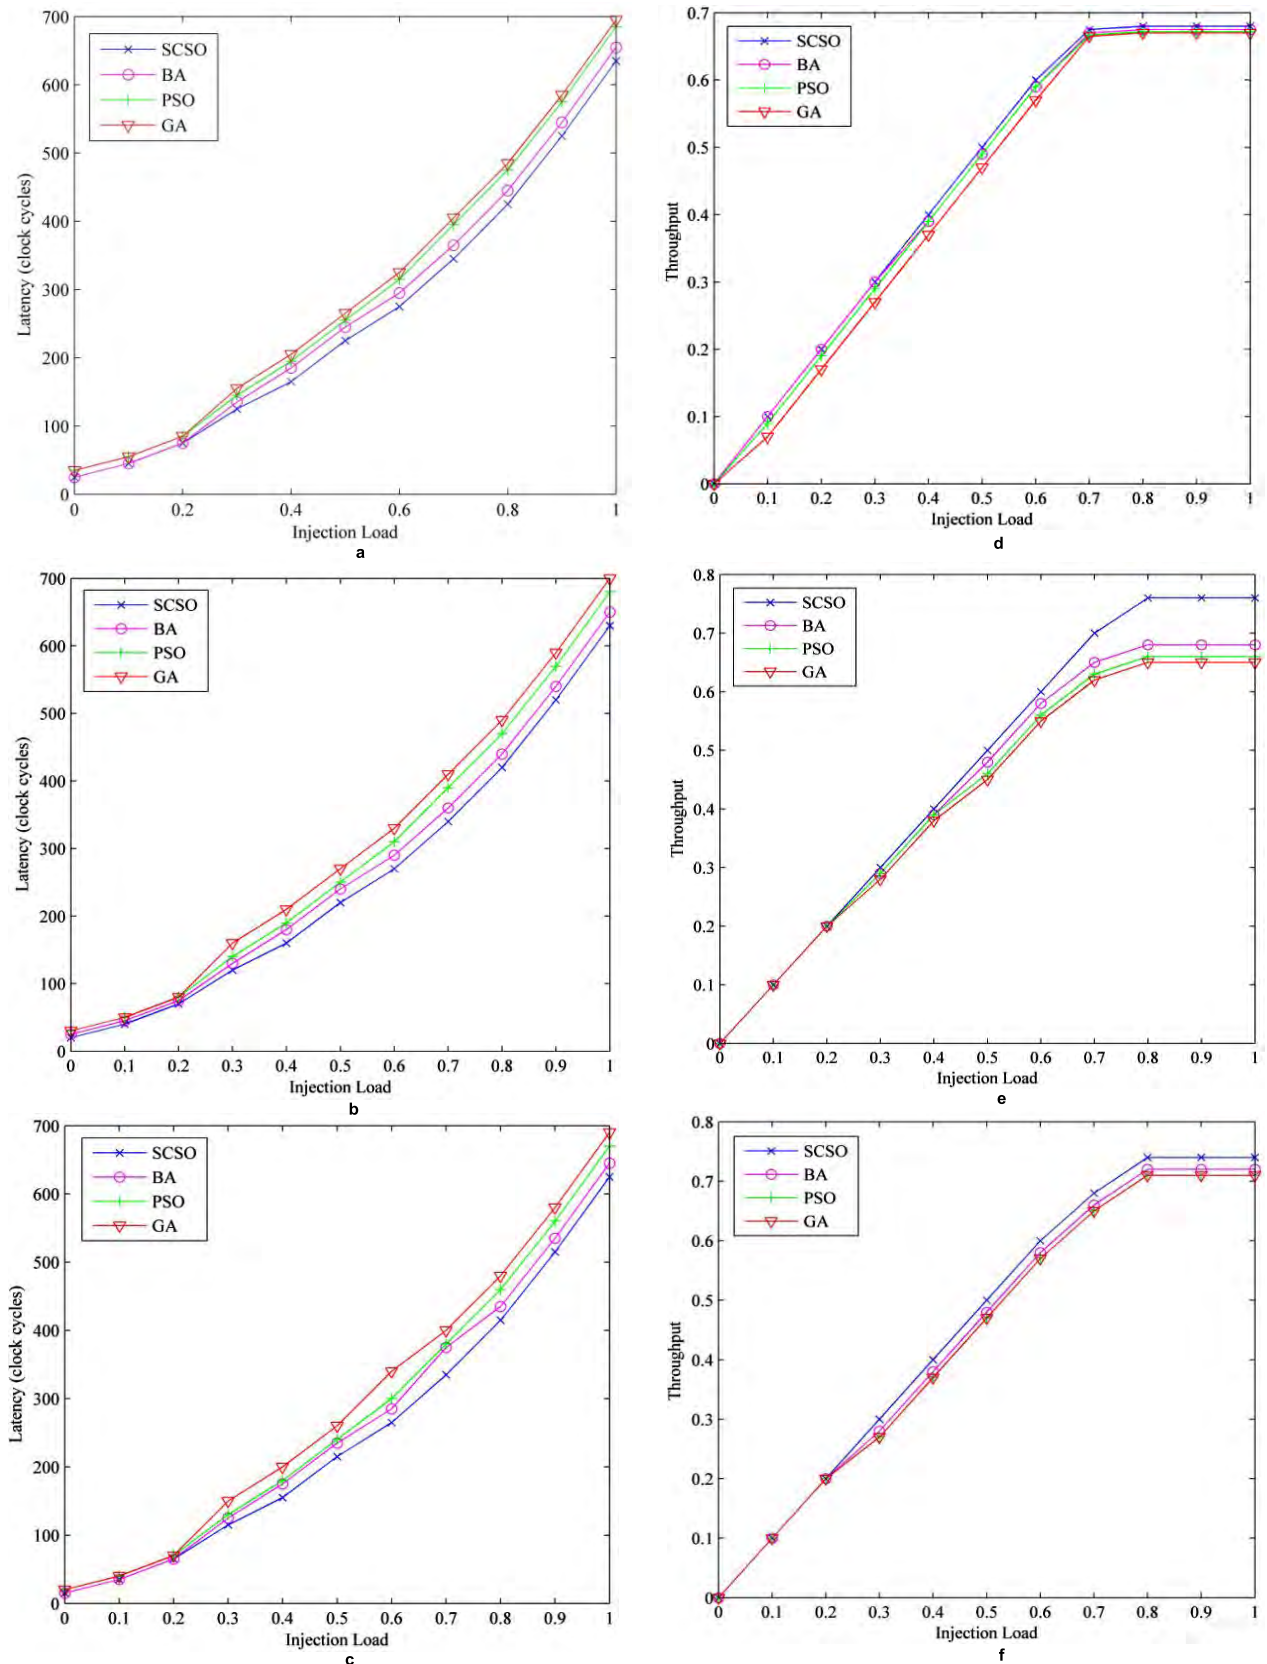 700
600
500
400
300
200
100
0
SCSO
BA
PSO
GA
Latency (clock cycles)
0 0.2 0.4 0.6 0.8 1
Injection Load
a
0.7
0.6
0.5
0.4
0.3
0.2
0.1
0
SCSO
BA
PSO
GA
Throughput
0 0.1 0.2 0.3 0.4 0.5 0.6 0.7 0.8 0.9 1
Injection Load
d
700
600
500
400
300
200
100
0
SCSO
BA
PSO
GA
Latency (clock cycles)
0 0.1 0.2 0.3 0.4 0.5 0.6 0.7 0.8 0.9 1
Injection Load
b
0.8
0.7
0.6
0.5
0.4
0.3
0.2
0.1
0
SCSO
BA
PSO
GA
Throughput
0 0.1 0.2 0.3 0.4 0.5 0.6 0.7 0.8 0.9 1
Injection Load
e
700
600
500
400
300
200
100
0
SCSO
BA
PSO
GA
Latency (clock cycles)
0 0.1 0.2 0.3 0.4 0.5 0.6 0.7 0.8 0.9 1
Injection Load
c
0.8
0.7
0.6
0.5
0.4
0.3
0.2
0.1
0
SCSO
BA
PSO
GA
Throughput
0 0.1 0.2 0.3 0.4 0.5 0.6 0.7 0.8 0.9 1
Injection Load
f